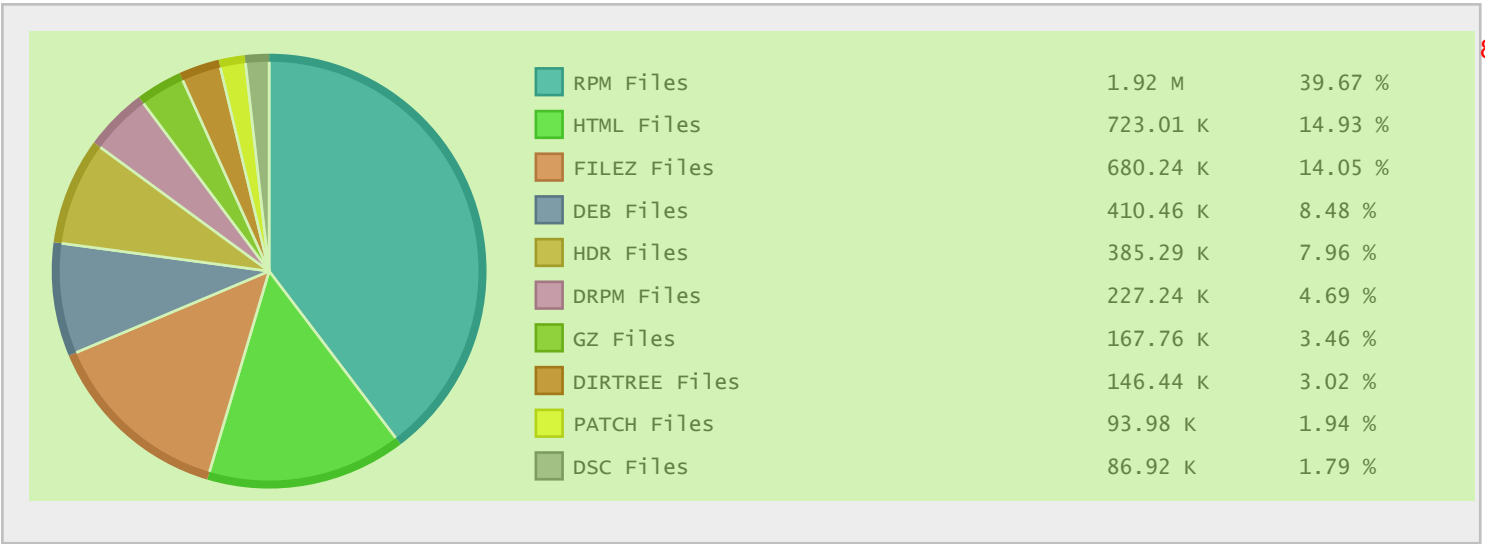 RPM Files 1.92 M 39.67 %
HTML Files 723.01 K 14.93 %
FILEZ Files 680.24 K 14.05 %
DEB Files 410.46 K 8.48 %
HDR Files 385.29 K 7.96 %
DRPM Files 227.24 K 4.69 %
GZ Files 167.76 K 3.46 %
DIRTREE Files 146.44 K 3.02 %
PATCH Files 93.98 K 1.94 %
DSC Files 86.92 K 1.79 %